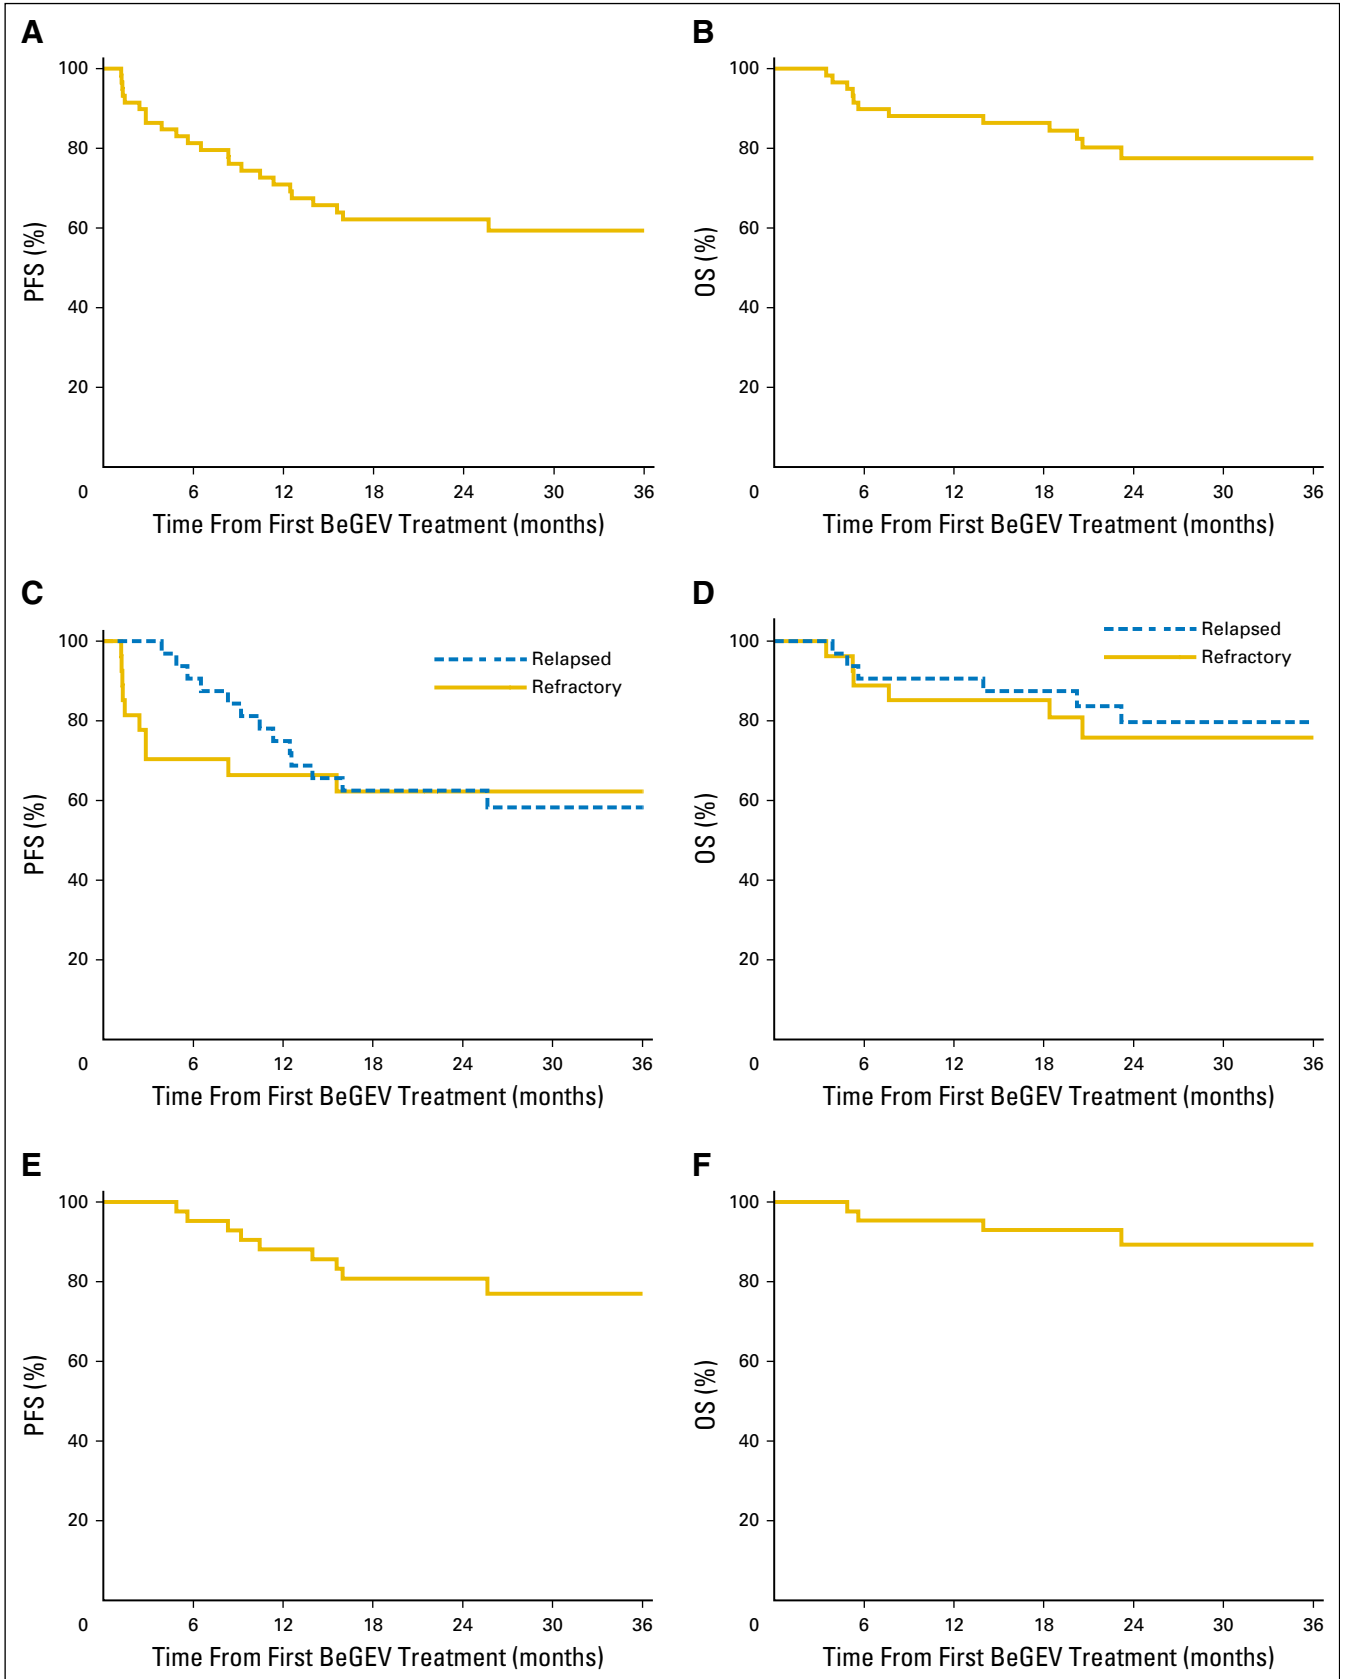 A
100
80
60
40
20
0 6 12 18 24 30 36
PFS (%)
Time From First BeGEV Treatment (months)
B
100
80
60
40
20
0 6 12 18 24 30 36
OS (%)
Time From First BeGEV Treatment (months)
C
100
80
60
40
20
0 6 12 18 24 30 36
PFS (%)
Relapsed
Refractory
Time From First BeGEV Treatment (months)
D
100
80
60
40
20
0 6 12 18 24 30 36
OS (%)
Relapsed
Refractory
Time From First BeGEV Treatment (months)
E
100
80
60
40
20
0 6 12 18 24 30 36
PFS (%)
Time From First BeGEV Treatment (months)
F
100
80
60
40
20
0 6 12 18 24 30 36
OS (%)
Time From First BeGEV Treatment (months)